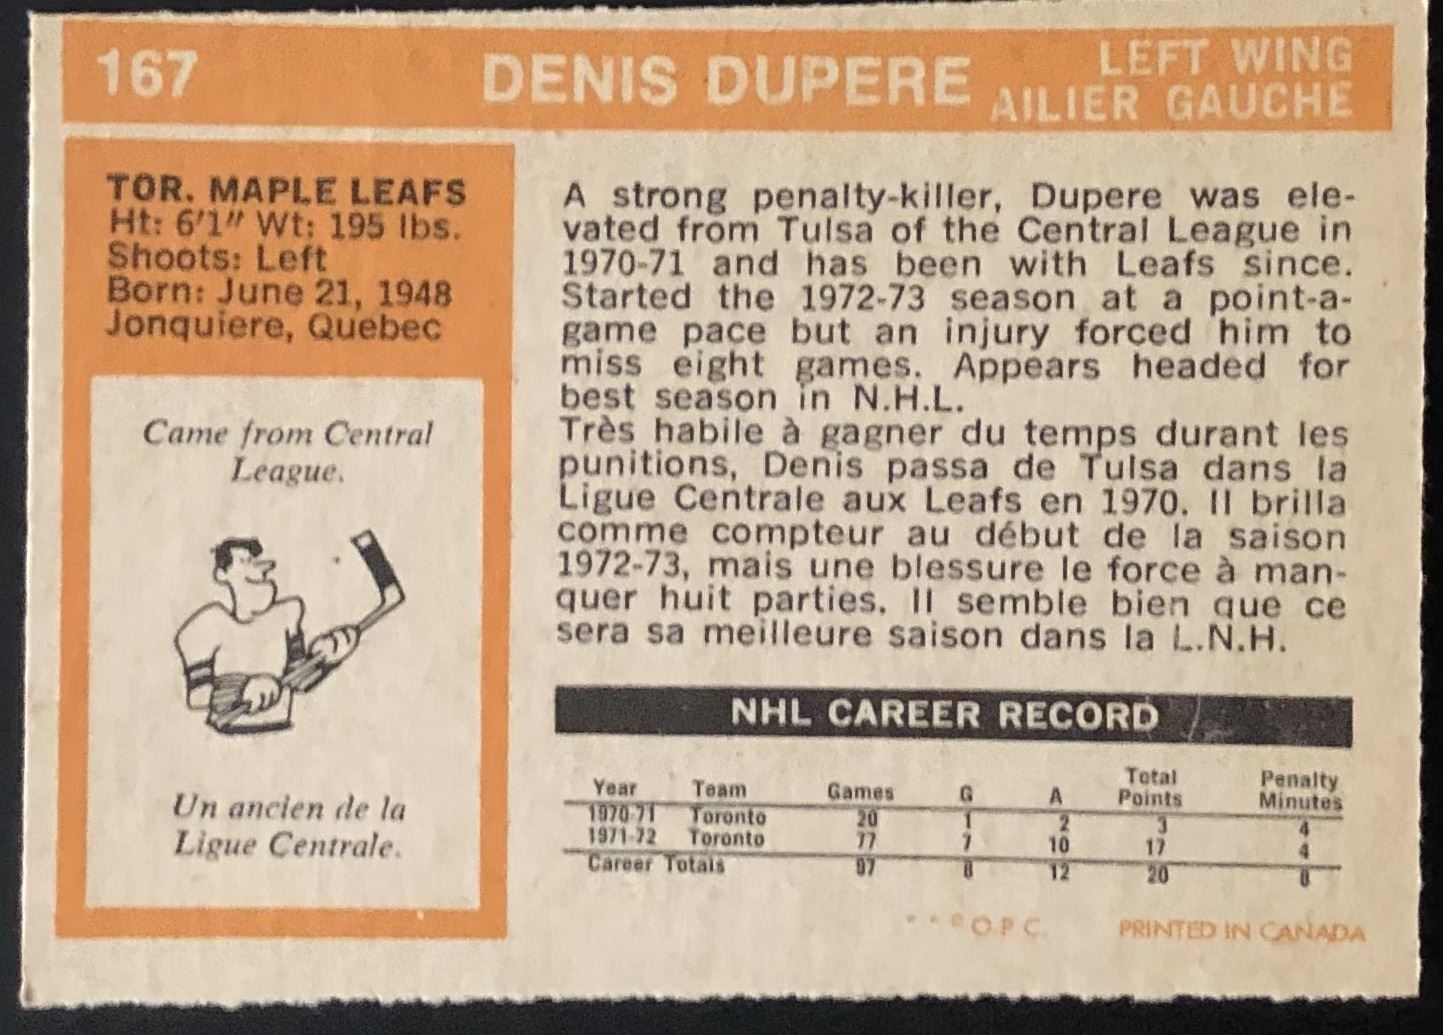 167
DENIS DUPERE
LEFT WING
AILIER GAUCHE
TOR. MAPLE LEAFS
Ht: 6'1" Wt: 195 lbs.
Shoots: Left
Born: June 21, 1948
Jonquiere, Quebec
Came from Central
League.
Un ancien de la
Ligue Centrale.
A strong penalty-killer, Dupere was ele-
vated from Tulsa of the Central League in
1970-71 and has been with Leafs since.
Started the 1972-73 season at a point-a-
game pace but an injury forced him to
miss eight games. Appears headed for
best season in N.H.L.
Très habile à gagner du temps durant les
punitions, Denis passa de Tulsa dans la
Ligue Centrale aux Leafs en 1970. Il brilla
comme compteur au début de la saison
1972-73, mais une blessure le force à man-
quer huit parties. Il semble bien que ce
sera sa meilleure saison dans la L.N.H.
NHL CAREER RECORD
Year Team Games G A Total Points Penalty Minutes
1970-71 Toronto 20 1 2 3 4
1971-72 Toronto 77 7 10 17 4
Career Totals 97 8 12 20 8
* * © O.P.C. PRINTED IN CANADA